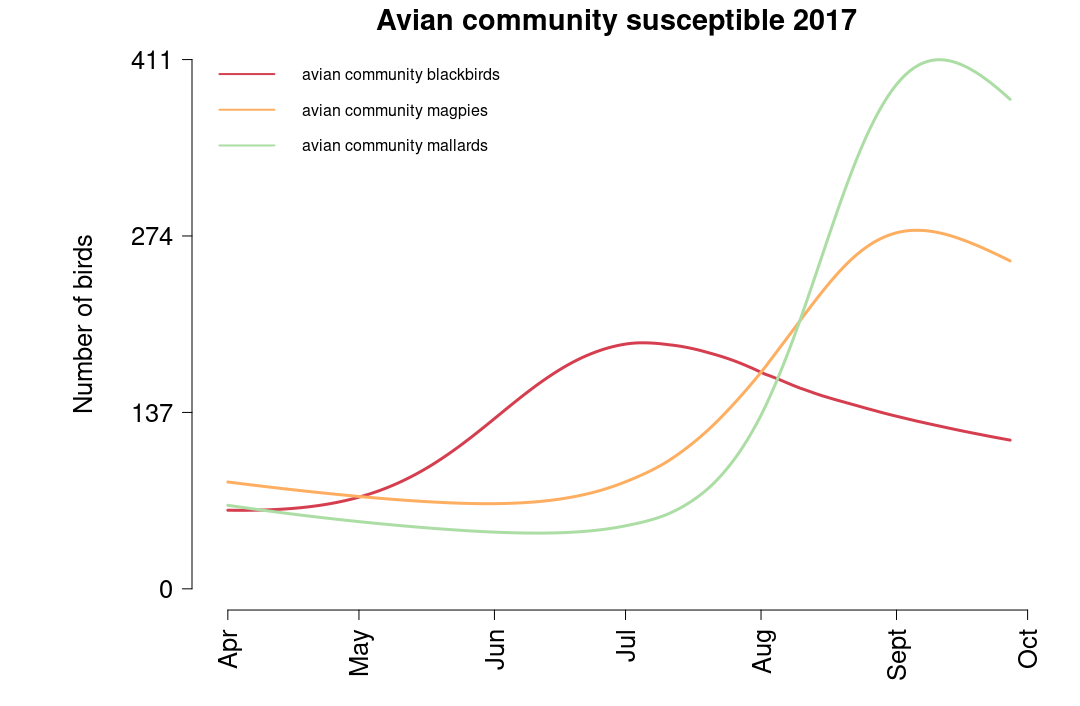 Avian community susceptible 2017
411
274
137
0
Number of birds
avian community blackbirds
avian community magpies
avian community mallards
Apr
May
Jun
Jul
Aug
Sept
Oct